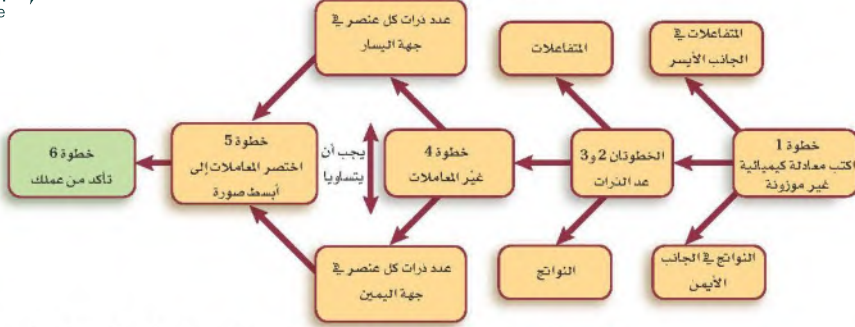 المتفاعلات في
الجانب الأيسر
خطوة 1
اكتب معادلة كيميائية
غير موزونة
النواتج في الجانب
الأيمن
المتفاعلات
الخطوتان 2 و3
عد الذرات
النواتج
عدد ذرات كل عنصر في
جهة اليسار
خطوة 4
غيّر المعاملات
عدد ذرات كل عنصر في
جهة اليمين
يجب أن
يتساويا
خطوة 5
اختصر المعاملات إلى
أبسط صورة
خطوة 6
تأكد من عملك